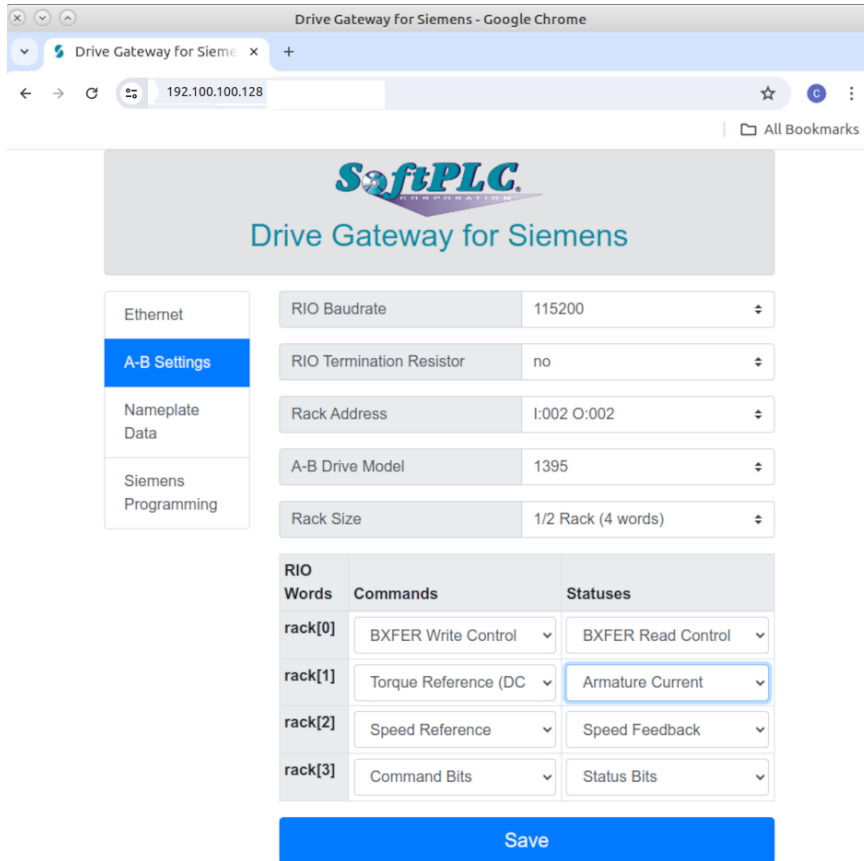 Drive Gateway for Siemens - Google Chrome
Drive Gateway for Sieme
192.100.100.128
C
All Bookmarks
SoftPLC®
CORPORATION
Drive Gateway for Siemens
Ethernet
A-B Settings
Nameplate
Data
Siemens
Programming
RIO Baudrate 115200
RIO Termination Resistor no
Rack Address I:002 O:002
A-B Drive Model 1395
Rack Size 1/2 Rack (4 words)
RIO
Words Commands Statuses
rack[0] BXFER Write Control BXFER Read Control
rack[1] Torque Reference (DC Armature Current
rack[2] Speed Reference Speed Feedback
rack[3] Command Bits Status Bits
Save